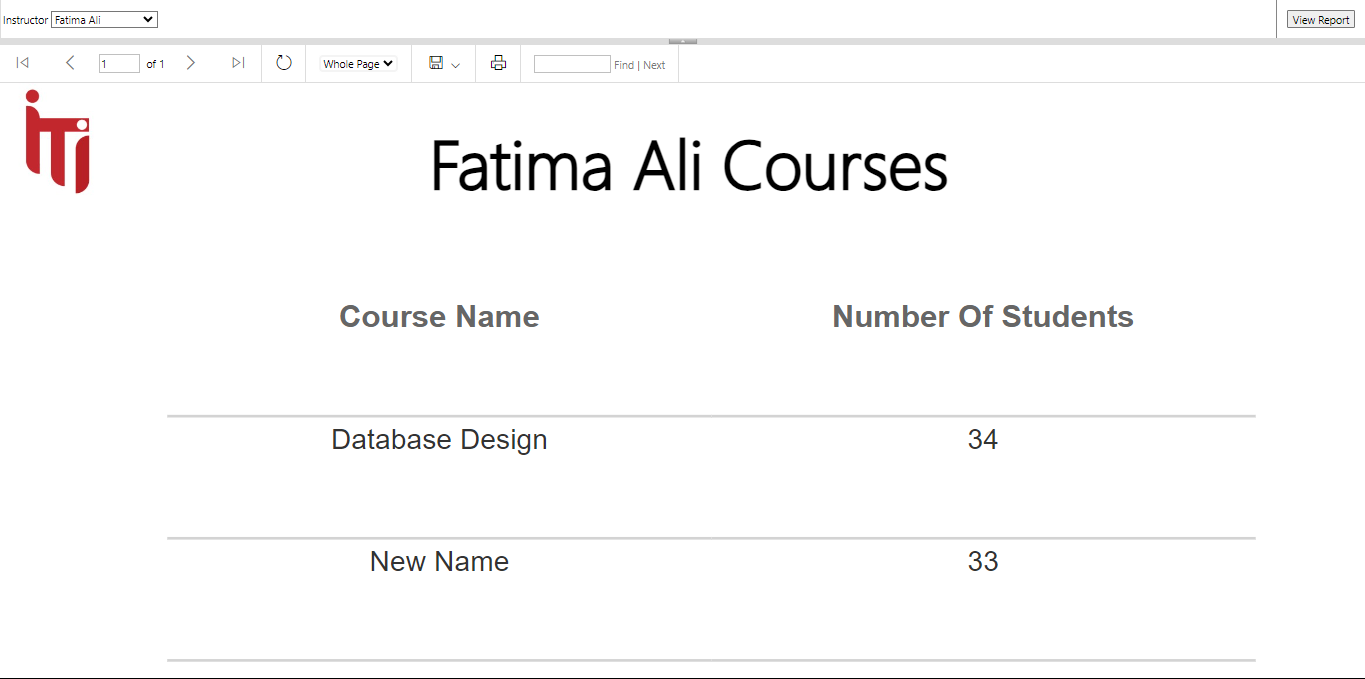 Instructor Fatima Ali View Report
1 of 1 Whole Page Find | Next
iTi
Fatima Ali Courses
Course Name Number Of Students
Database Design 34
New Name 33